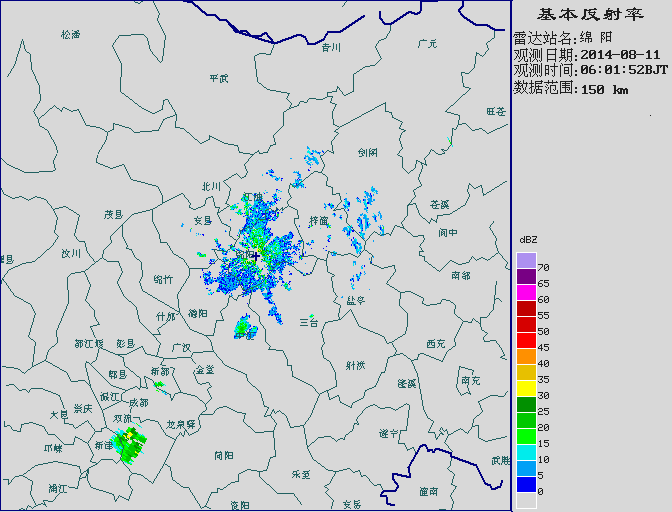 基本反射率
雷达站名:绵 阳
观测日期:2014-08-11
观测时间:06:01:52BJT
数据范围:150 km
松潘
青川
广元
平武
旺苍
剑阁
北川
江油
苍溪
茂县
安县
梓潼
阆中
汶川
绵竹
南部
盐亭
什邡
德阳
三台
都江堰
彭县
广汉
西充
射洪
郫县
新都
金堂
蓬溪
南充
温江
成都
大邑
崇庆
双流
龙泉驿
遂宁
邛崃
新津
简阳
武胜
乐至
蒲江
潼南
资阳
安岳
dBZ
70
65
60
55
50
45
40
35
30
25
20
15
10
5
0